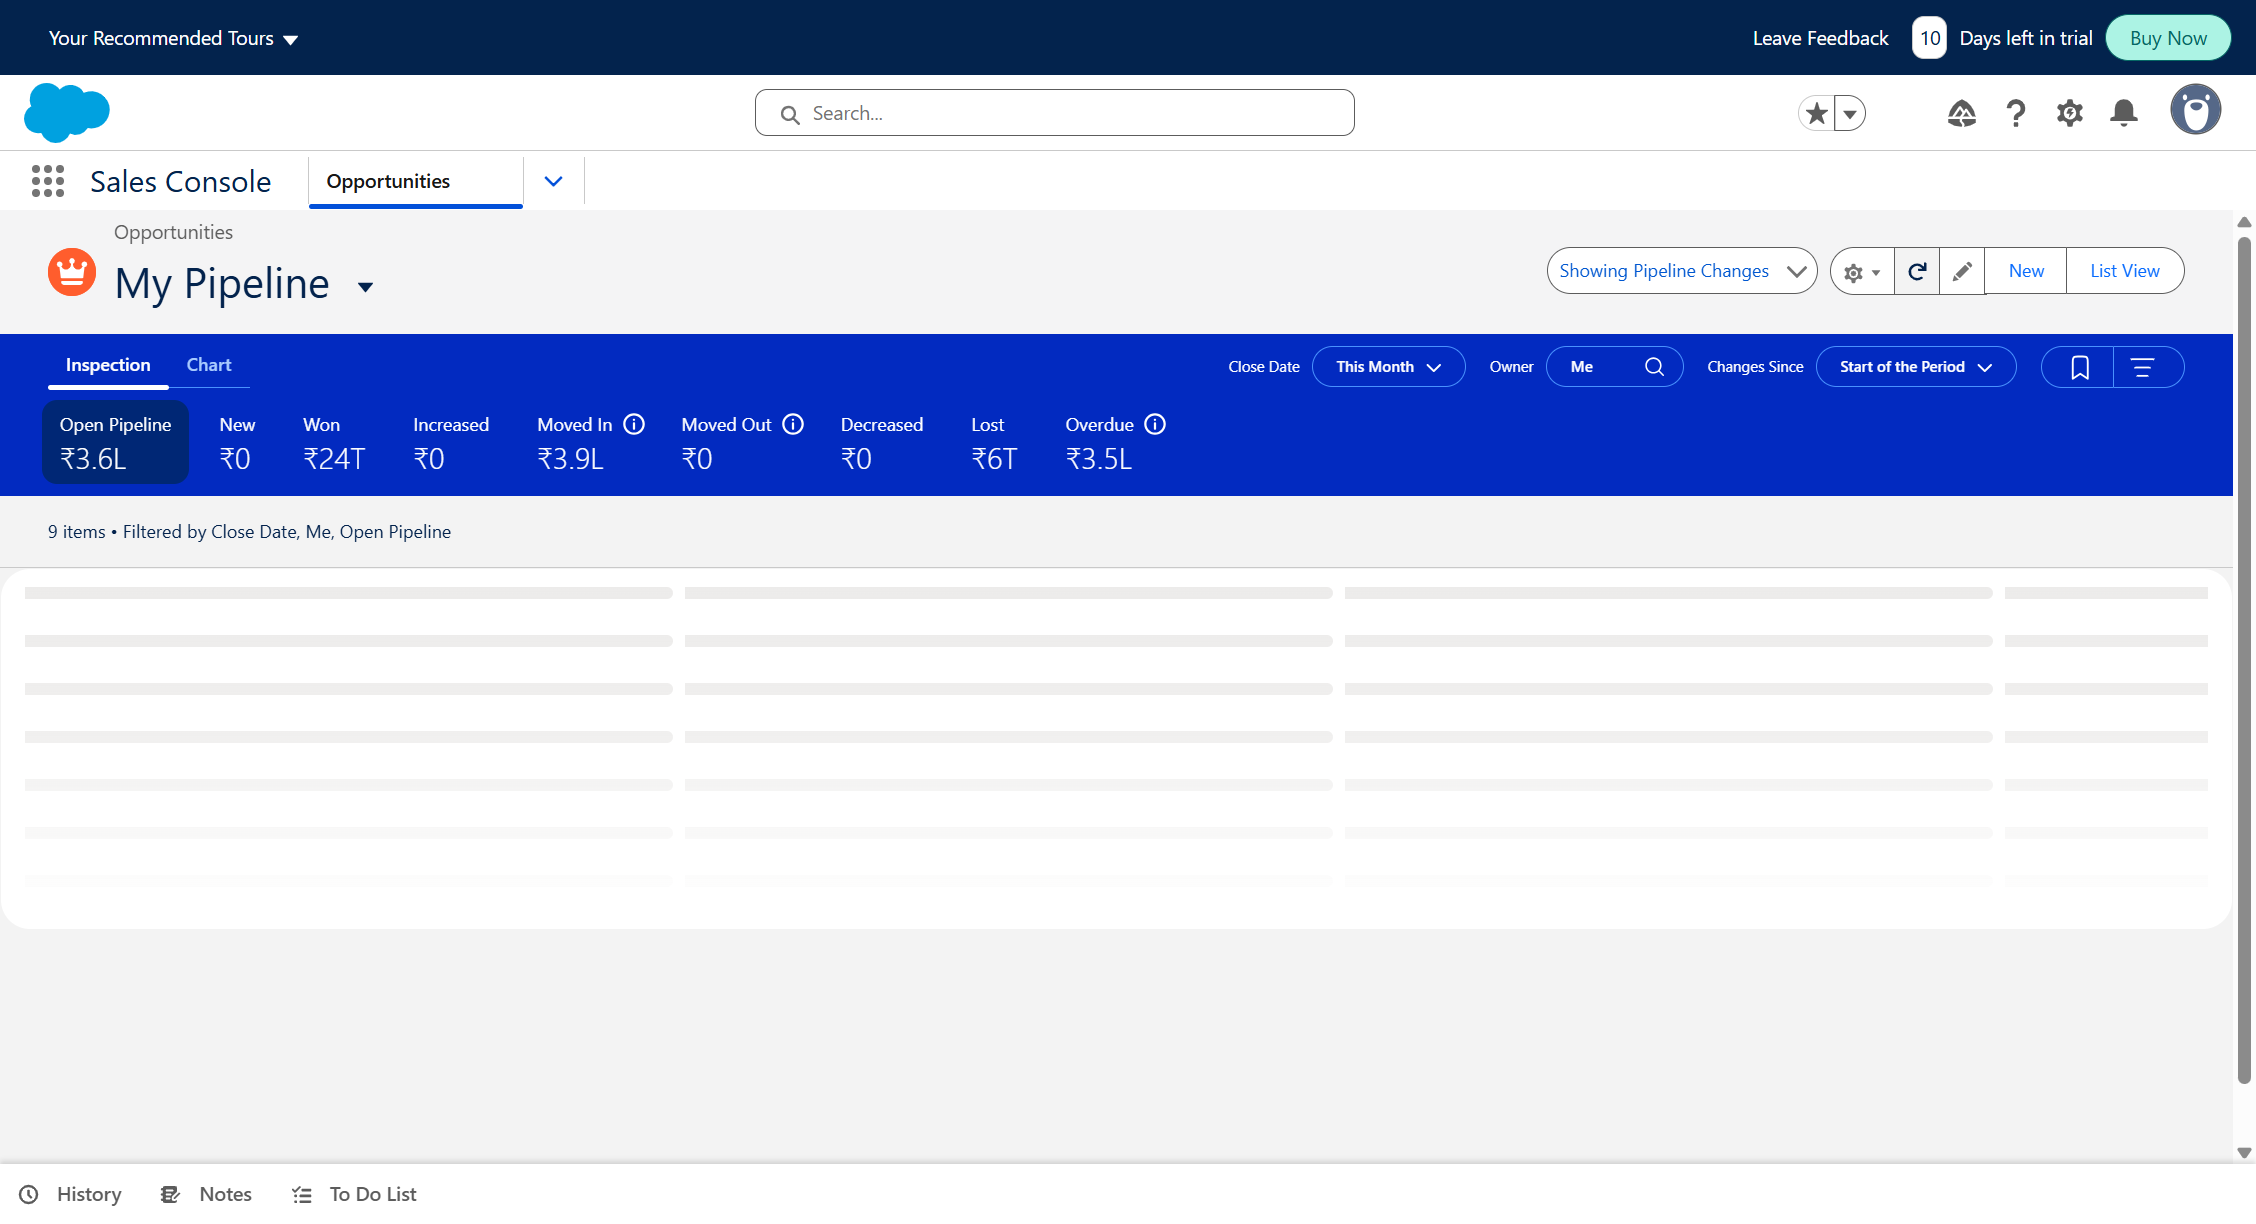 Your Recommended Tours
Leave Feedback 10 Days left in trial Buy Now
Search...
Sales Console Opportunities
Opportunities
My Pipeline
Showing Pipeline Changes New List View
Inspection Chart
Close Date This Month Owner Me Changes Since Start of the Period
Open Pipeline New Won Increased Moved In Moved Out Decreased Lost Overdue
₹3.6L ₹0 ₹24T ₹0 ₹3.9L ₹0 ₹0 ₹6T ₹3.5L
9 items • Filtered by Close Date, Me, Open Pipeline
History Notes To Do List